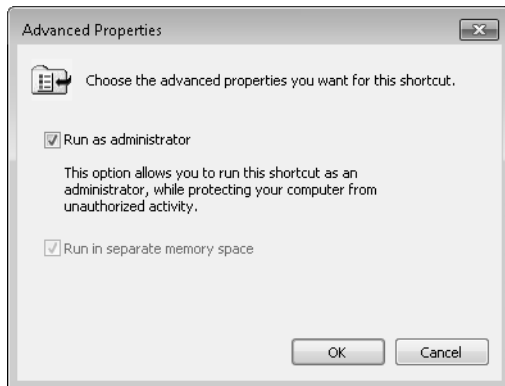 Advanced Properties
Choose the advanced properties you want for this shortcut.
Run as administrator
This option allows you to run this shortcut as an
administrator, while protecting your computer from
unauthorized activity.
Run in separate memory space
OK
Cancel